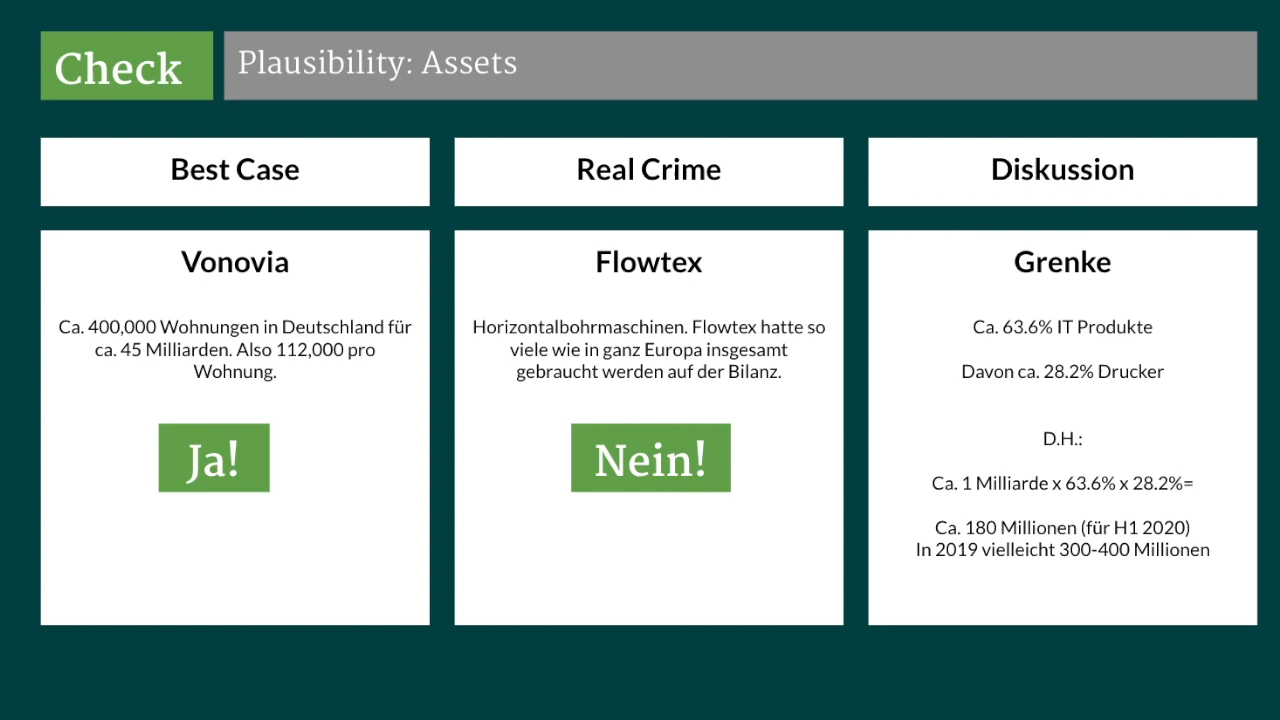 Check
Plausibility: Assets
Best Case
Real Crime
Diskussion
Vonovia
Ca. 400,000 Wohnungen in Deutschland für
ca. 45 Milliarden. Also 112,000 pro
Wohnung.
Ja!
Flowtex
Horizontalbohrmaschinen. Flowtex hatte so
viele wie in ganz Europa insgesamt
gebraucht werden auf der Bilanz.
Nein!
Grenke
Ca. 63.6% IT Produkte
Davon ca. 28.2% Drucker
D.H.:
Ca. 1 Milliarde x 63.6% x 28.2%=
Ca. 180 Millionen (für H1 2020)
In 2019 vielleicht 300-400 Millionen